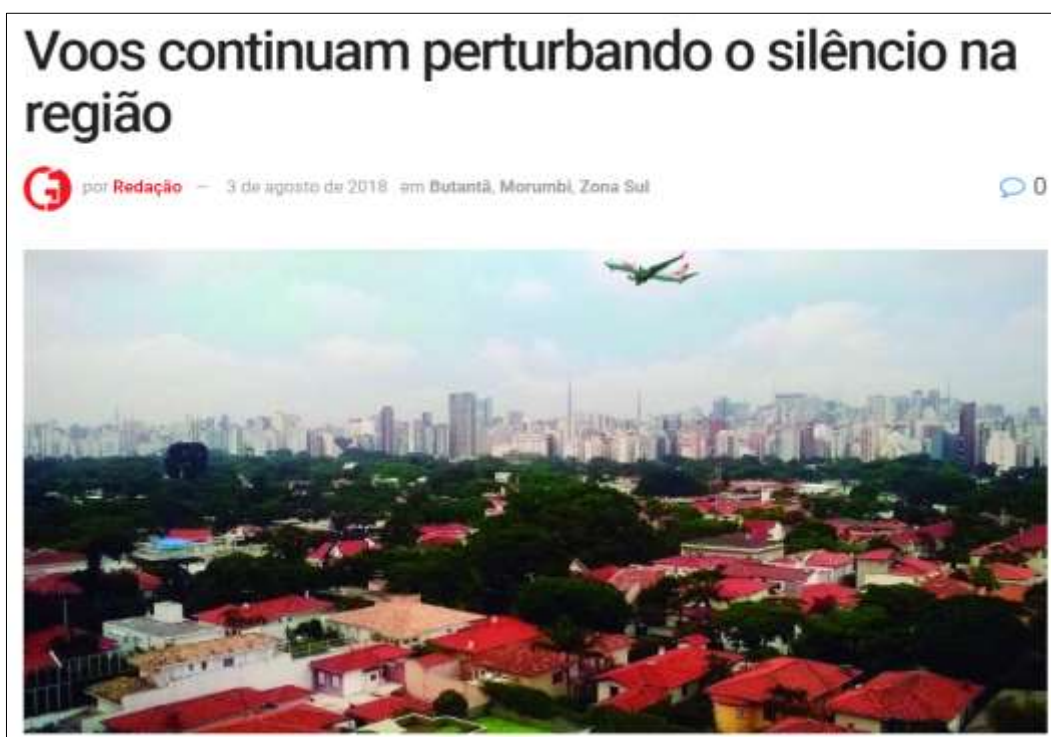 Voos continuam perturbando o silêncio na
região
por Redação — 3 de agosto de 2018 em Butantã, Morumbi, Zona Sul
0